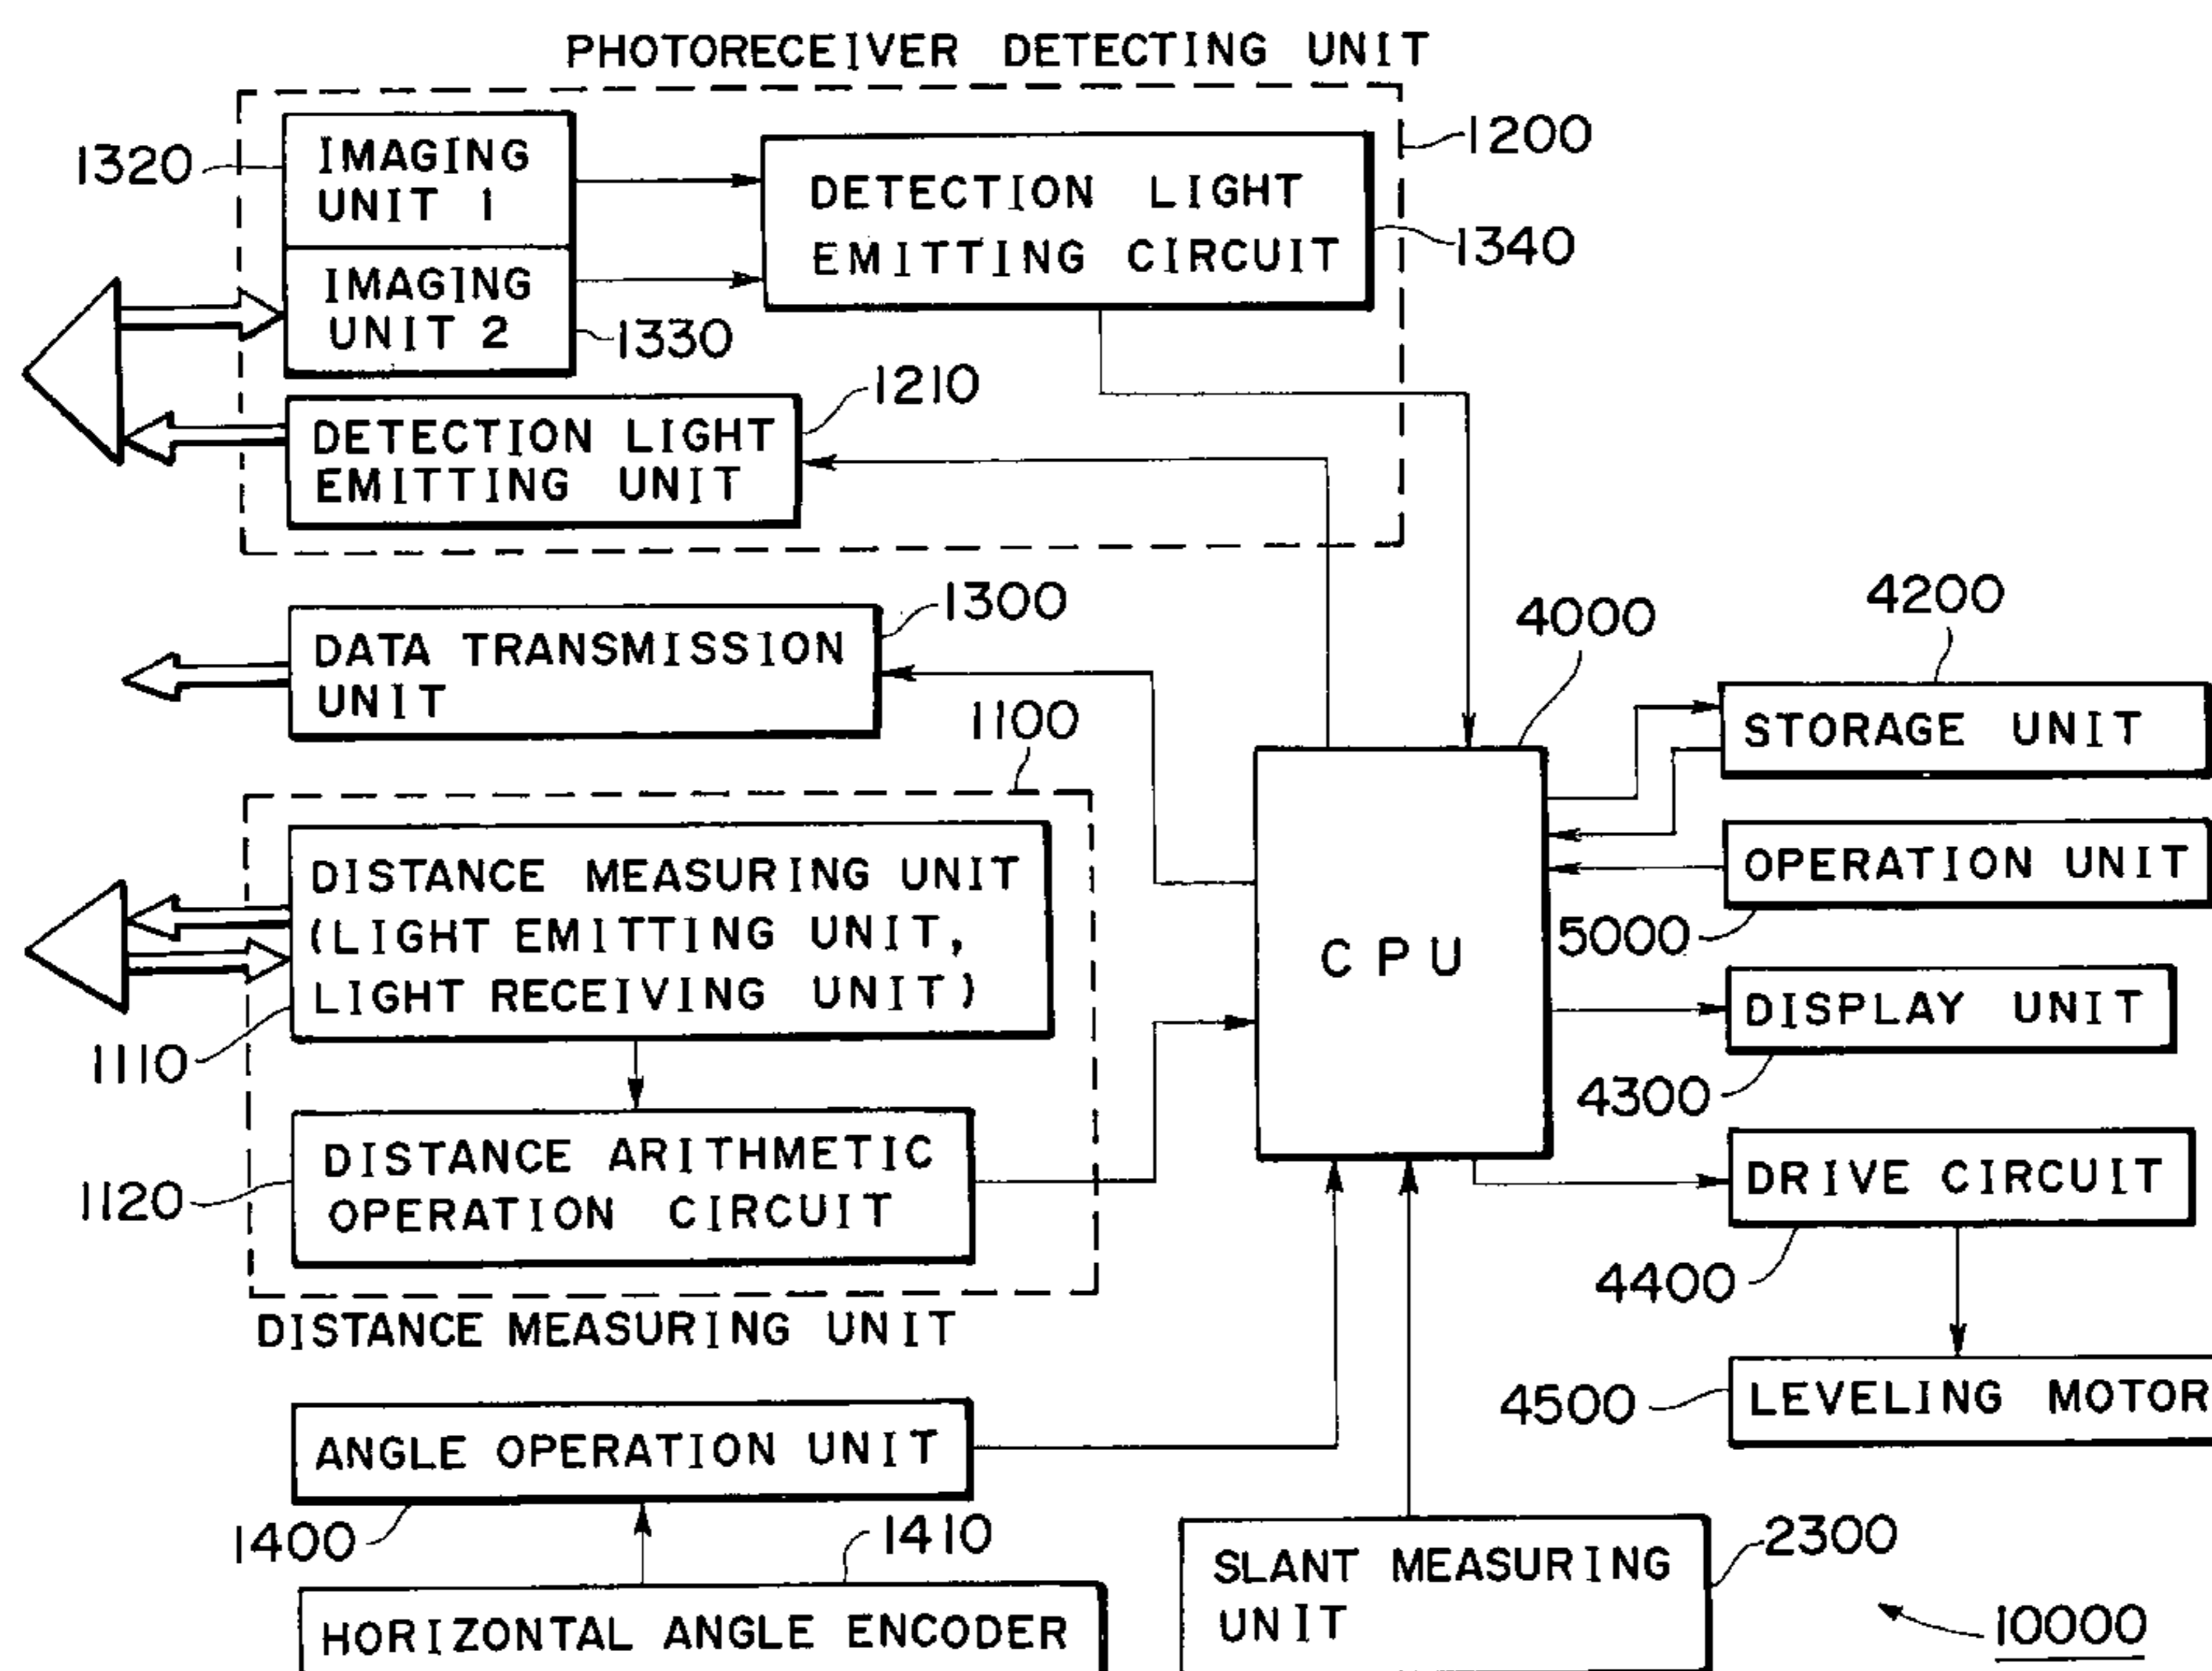 PHOTORECEIVER DETECTING UNIT
1200
1320
IMAGING
UNIT 1
DETECTION LIGHT
EMITTING CIRCUIT
1340
IMAGING
UNIT 2
1330
1210
DETECTION LIGHT
EMITTING UNIT
1300
DATA TRANSMISSION
UNIT
1100
4000
4200
STORAGE UNIT
DISTANCE MEASURING UNIT
(LIGHT EMITTING UNIT,
LIGHT RECEIVING UNIT)
1110
CPU
OPERATION UNIT
5000
DISPLAY UNIT
4300
DISTANCE ARITHMETIC
OPERATION CIRCUIT
1120
DRIVE CIRCUIT
4400
DISTANCE MEASURING UNIT
4500
LEVELING MOTOR
ANGLE OPERATION UNIT
1400
1410
HORIZONTAL ANGLE ENCODER
SLANT MEASURING
UNIT
2300
10000